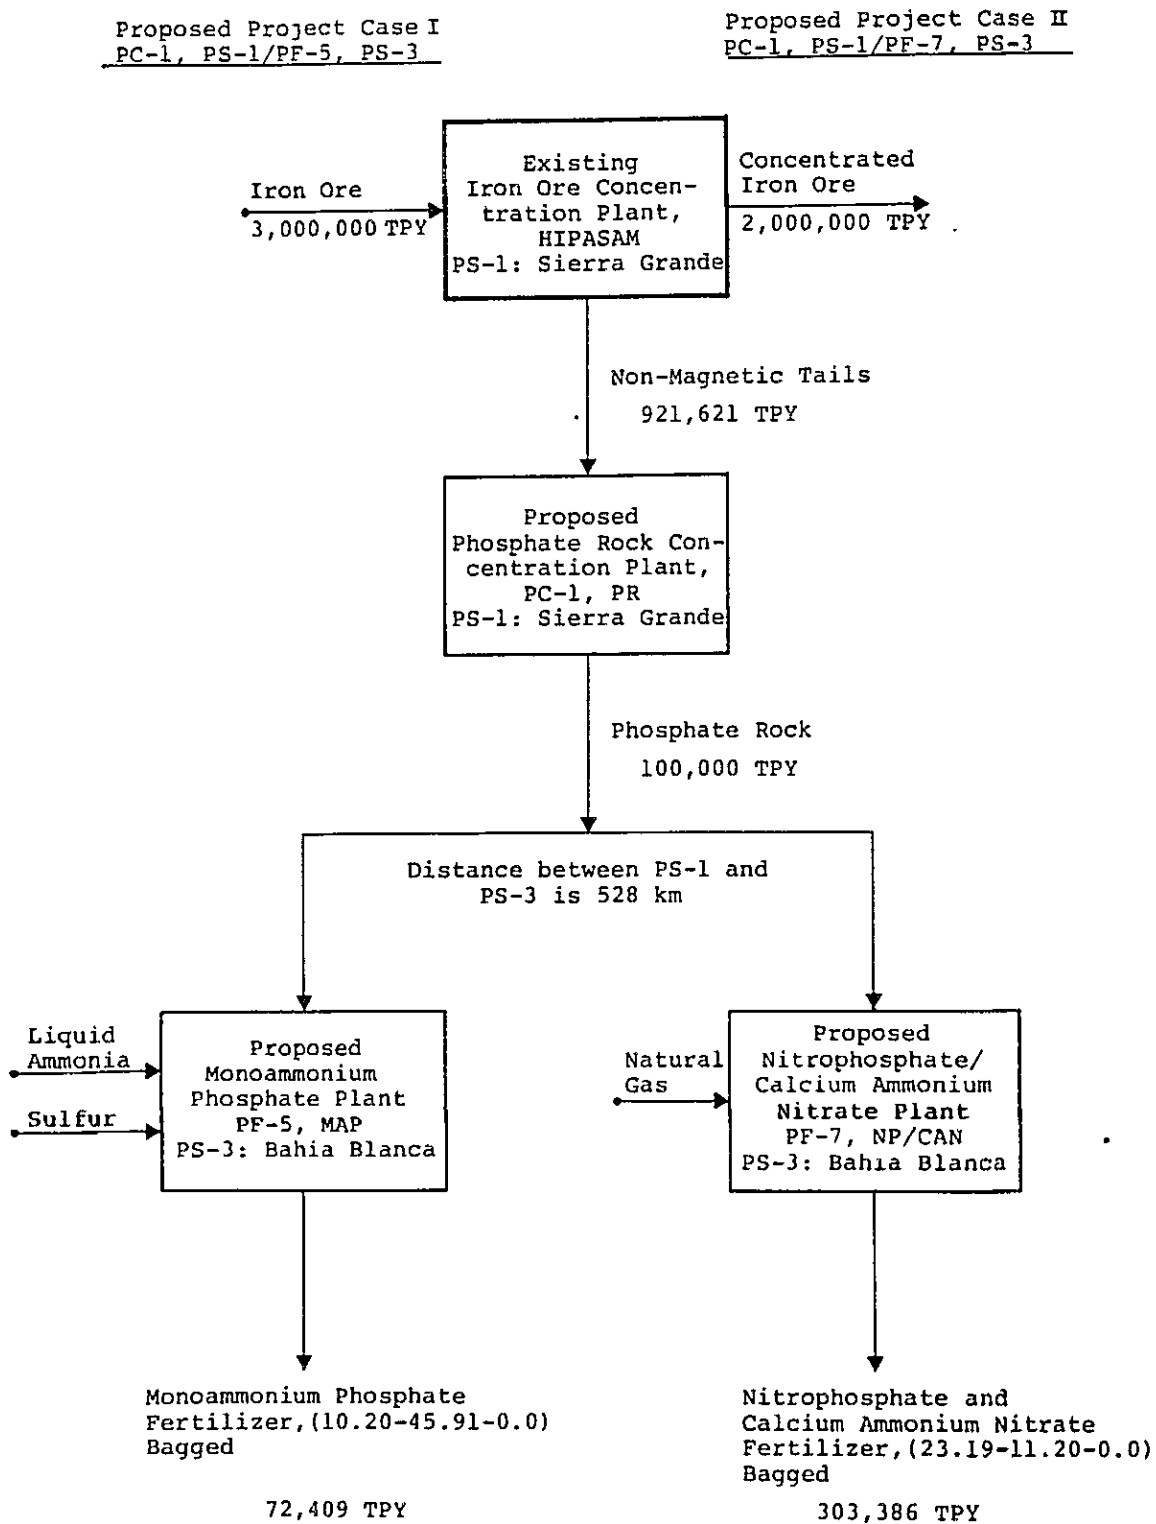 Proposed Project Case I
PC-1, PS-1/PF-5, PS-3
Proposed Project Case II
PC-1, PS-1/PF-7, PS-3
Existing
Iron Ore Concen-
tration Plant,
HIPASAM
PS-1: Sierra Grande
Iron Ore
3,000,000 TPY
Concentrated
Iron Ore
2,000,000 TPY
Non-Magnetic Tails
921,621 TPY
Proposed
Phosphate Rock Con-
centration Plant,
PC-1, PR
PS-1: Sierra Grande
Phosphate Rock
100,000 TPY
Distance between PS-1 and
PS-3 is 528 km
Liquid
Ammonia
Sulfur
Proposed
Monoammonium
Phosphate Plant
PF-5, MAP
PS-3: Bahia Blanca
Natural
Gas
Proposed
Nitrophosphate/
Calcium Ammonium
Nitrate Plant
PF-7, NP/CAN
PS-3: Bahia Blanca
Monoammonium Phosphate
Fertilizer,(10.20-45.91-0.0)
Bagged
72,409 TPY
Nitrophosphate and
Calcium Ammonium Nitrate
Fertilizer,(23.19-11.20-0.0)
Bagged
303,386 TPY